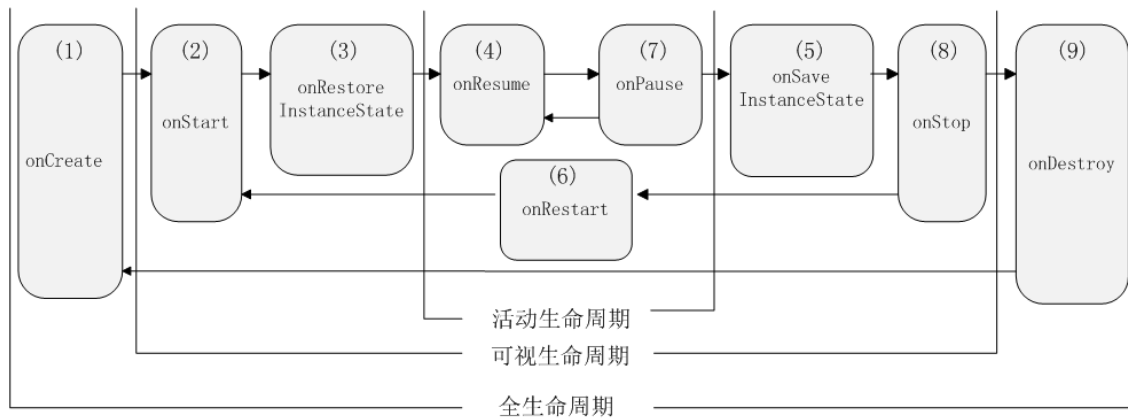 (1)
onCreate
(2)
onStart
(3)
onRestore
InstanceState
(4)
onResume
(7)
onPause
(5)
onSave
InstanceState
(8)
onStop
(9)
onDestroy
(6)
onRestart
活动生命周期
可视生命周期
全生命周期